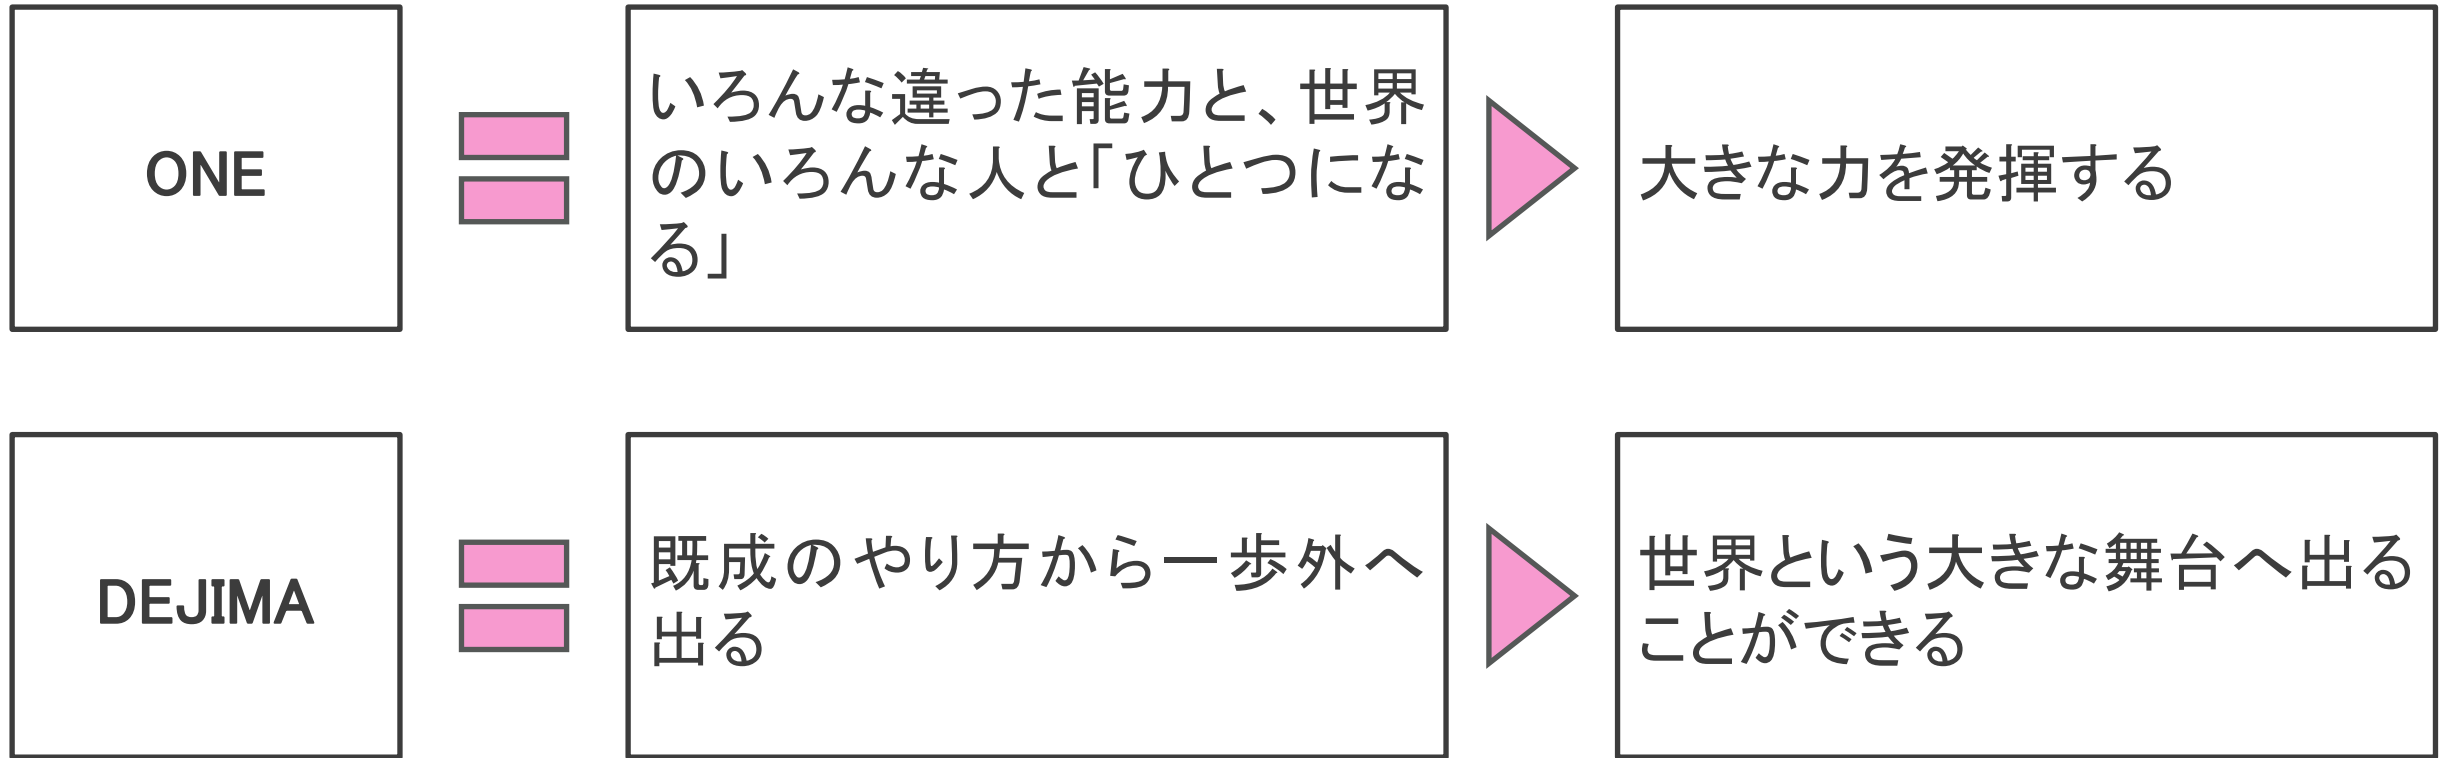 ONE
いろんな違った能力と、世界
のいろんな人と「ひとつにな
る」
大きな力を発揮する
DEJIMA
既成のやり方から一歩外へ
出る
世界という大きな舞台へ出る
ことができる